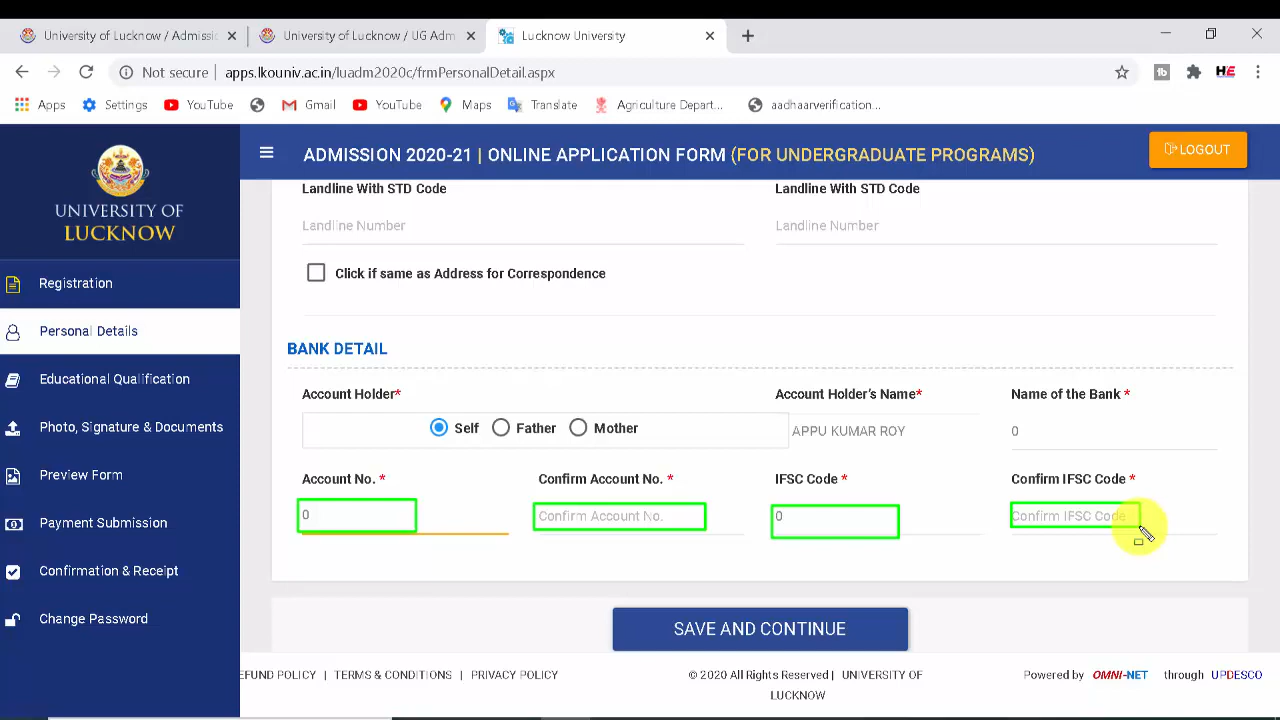 University of Lucknow / Admissi
University of Lucknow / UG Adm
Lucknow University
Not secure | apps.lkouniv.ac.in/luadm2020c/frmPersonalDetail.aspx
Apps Settings YouTube Gmail YouTube Maps Translate Agriculture Depart... aadhaarverification...
ADMISSION 2020-21 | ONLINE APPLICATION FORM (FOR UNDERGRADUATE PROGRAMS)
LOGOUT
UNIVERSITY OF
LUCKNOW
Registration
Personal Details
Educational Qualification
Photo, Signature & Documents
Preview Form
Payment Submission
Confirmation & Receipt
Change Password
Landline With STD Code Landline With STD Code
Landline Number Landline Number
Click if same as Address for Correspondence
BANK DETAIL
Account Holder* Account Holder's Name* Name of the Bank *
Self Father Mother APPU KUMAR ROY 0
Account No. * Confirm Account No. * IFSC Code * Confirm IFSC Code *
0 Confirm Account No. 0 Confirm IFSC Code
SAVE AND CONTINUE
EFUND POLICY | TERMS & CONDITIONS | PRIVACY POLICY
© 2020 All Rights Reserved | UNIVERSITY OF
LUCKNOW
Powered by OMNI-NET through UPDESCO